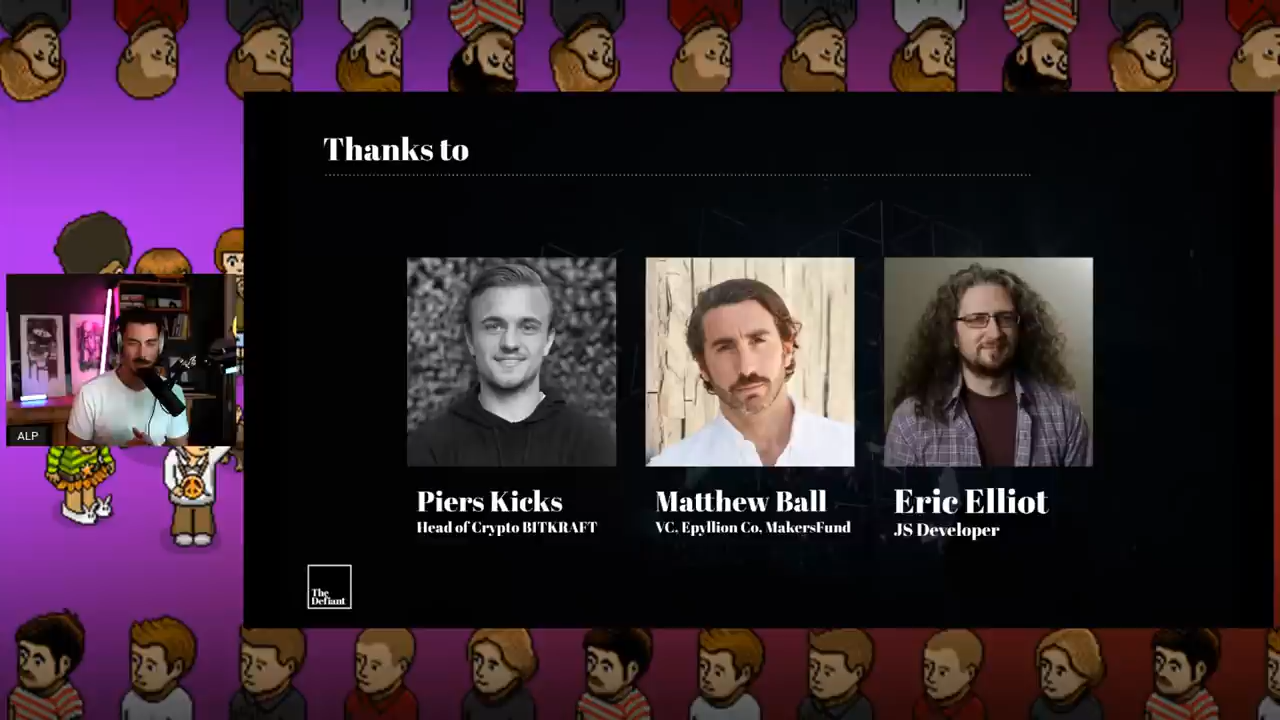 Thanks to
Piers Kicks
Head of Crypto BITKRAFT
Matthew Ball
VC, Epyllion Co, MakersFund
Eric Elliot
JS Developer
ALP
The
Defiant